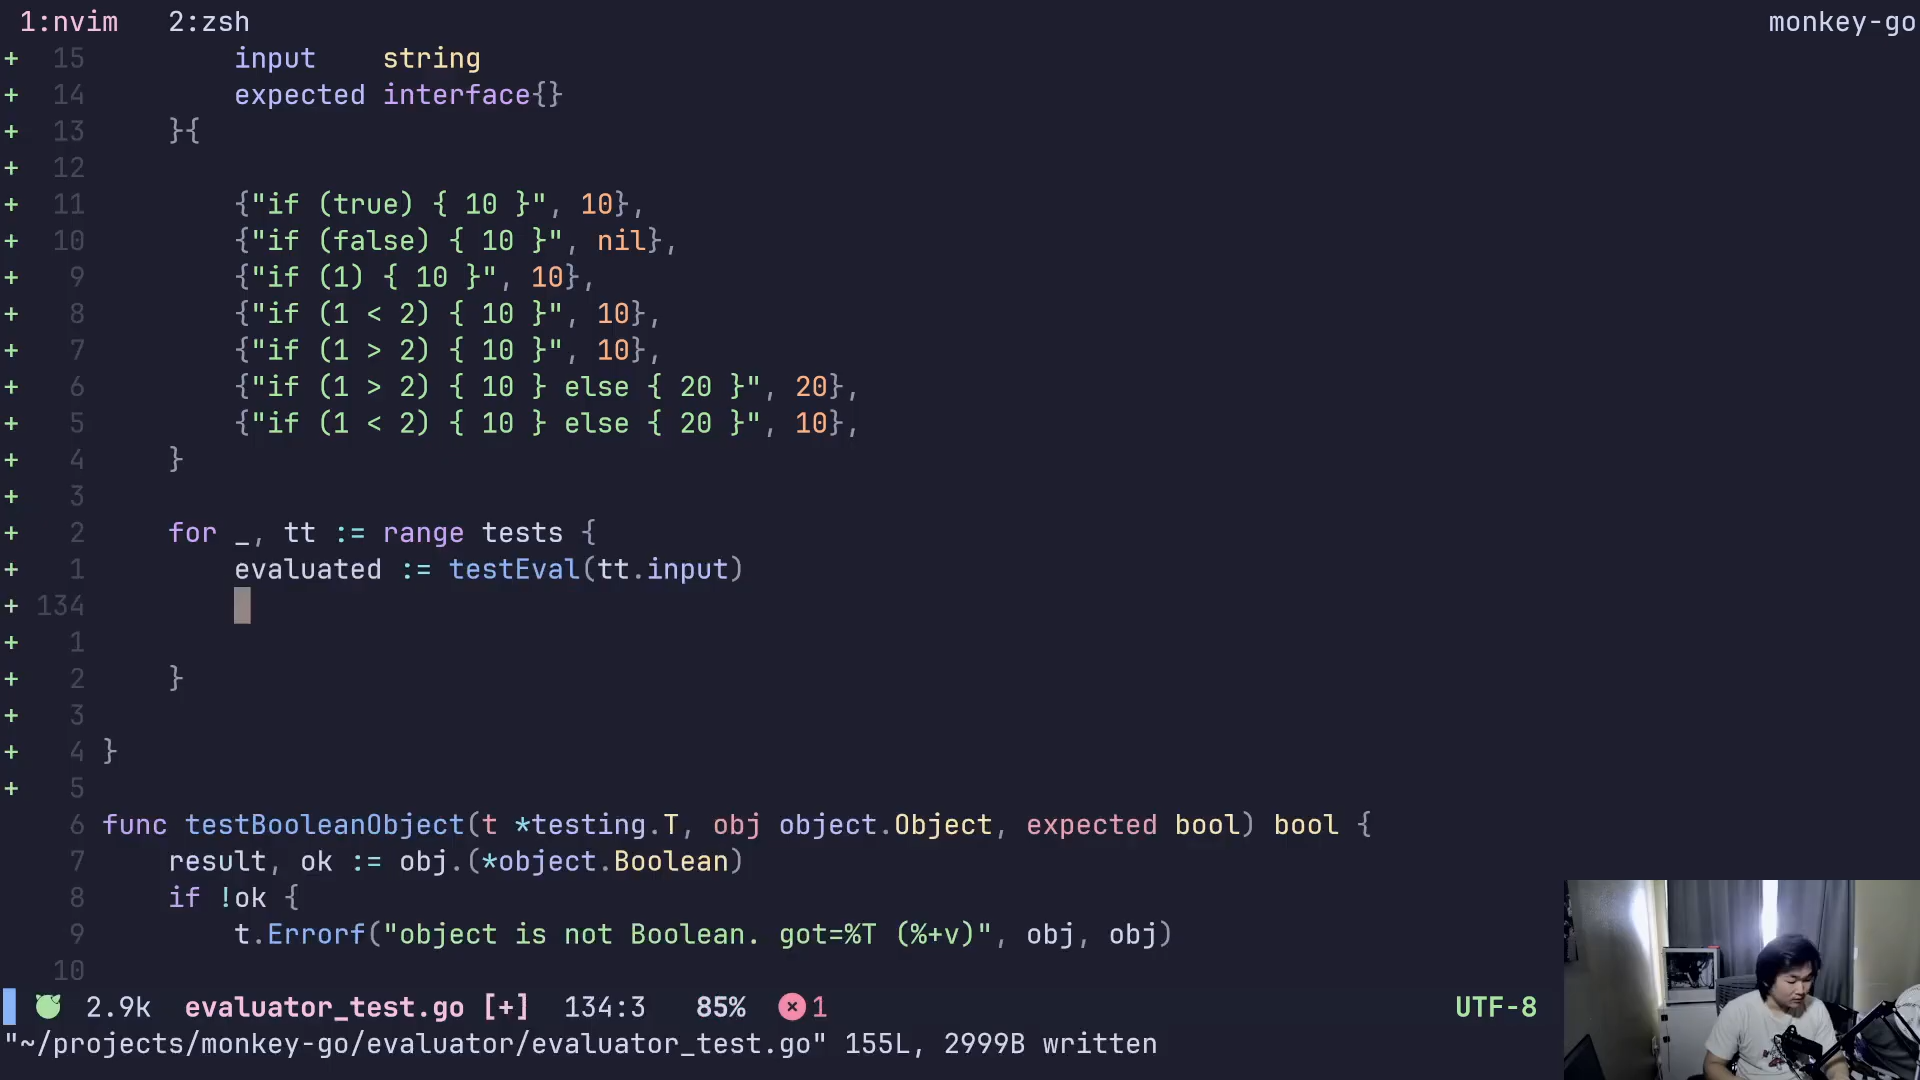 1:nvim 2:zsh monkey-go
+ 15 input string
+ 14 expected interface{}
+ 13 }{
+ 12
+ 11 {"if (true) { 10 }", 10},
+ 10 {"if (false) { 10 }", nil},
+ 9 {"if (1) { 10 }", 10},
+ 8 {"if (1 < 2) { 10 }", 10},
+ 7 {"if (1 > 2) { 10 }", 10},
+ 6 {"if (1 > 2) { 10 } else { 20 }", 20},
+ 5 {"if (1 < 2) { 10 } else { 20 }", 10},
+ 4 }
+ 3
+ 2 for _, tt := range tests {
+ 1 evaluated := testEval(tt.input)
+ 134
+ 1
+ 2 }
+ 3
+ 4 }
+ 5
6 func testBooleanObject(t *testing.T, obj object.Object, expected bool) bool {
7 result, ok := obj.(*object.Boolean)
8 if !ok {
9 t.Errorf("object is not Boolean. got=%T (%+v)", obj, obj)
10
2.9k evaluator_test.go [+] 134:3 85% 1 UTF-8
"~/projects/monkey-go/evaluator/evaluator_test.go" 155L, 2999B written